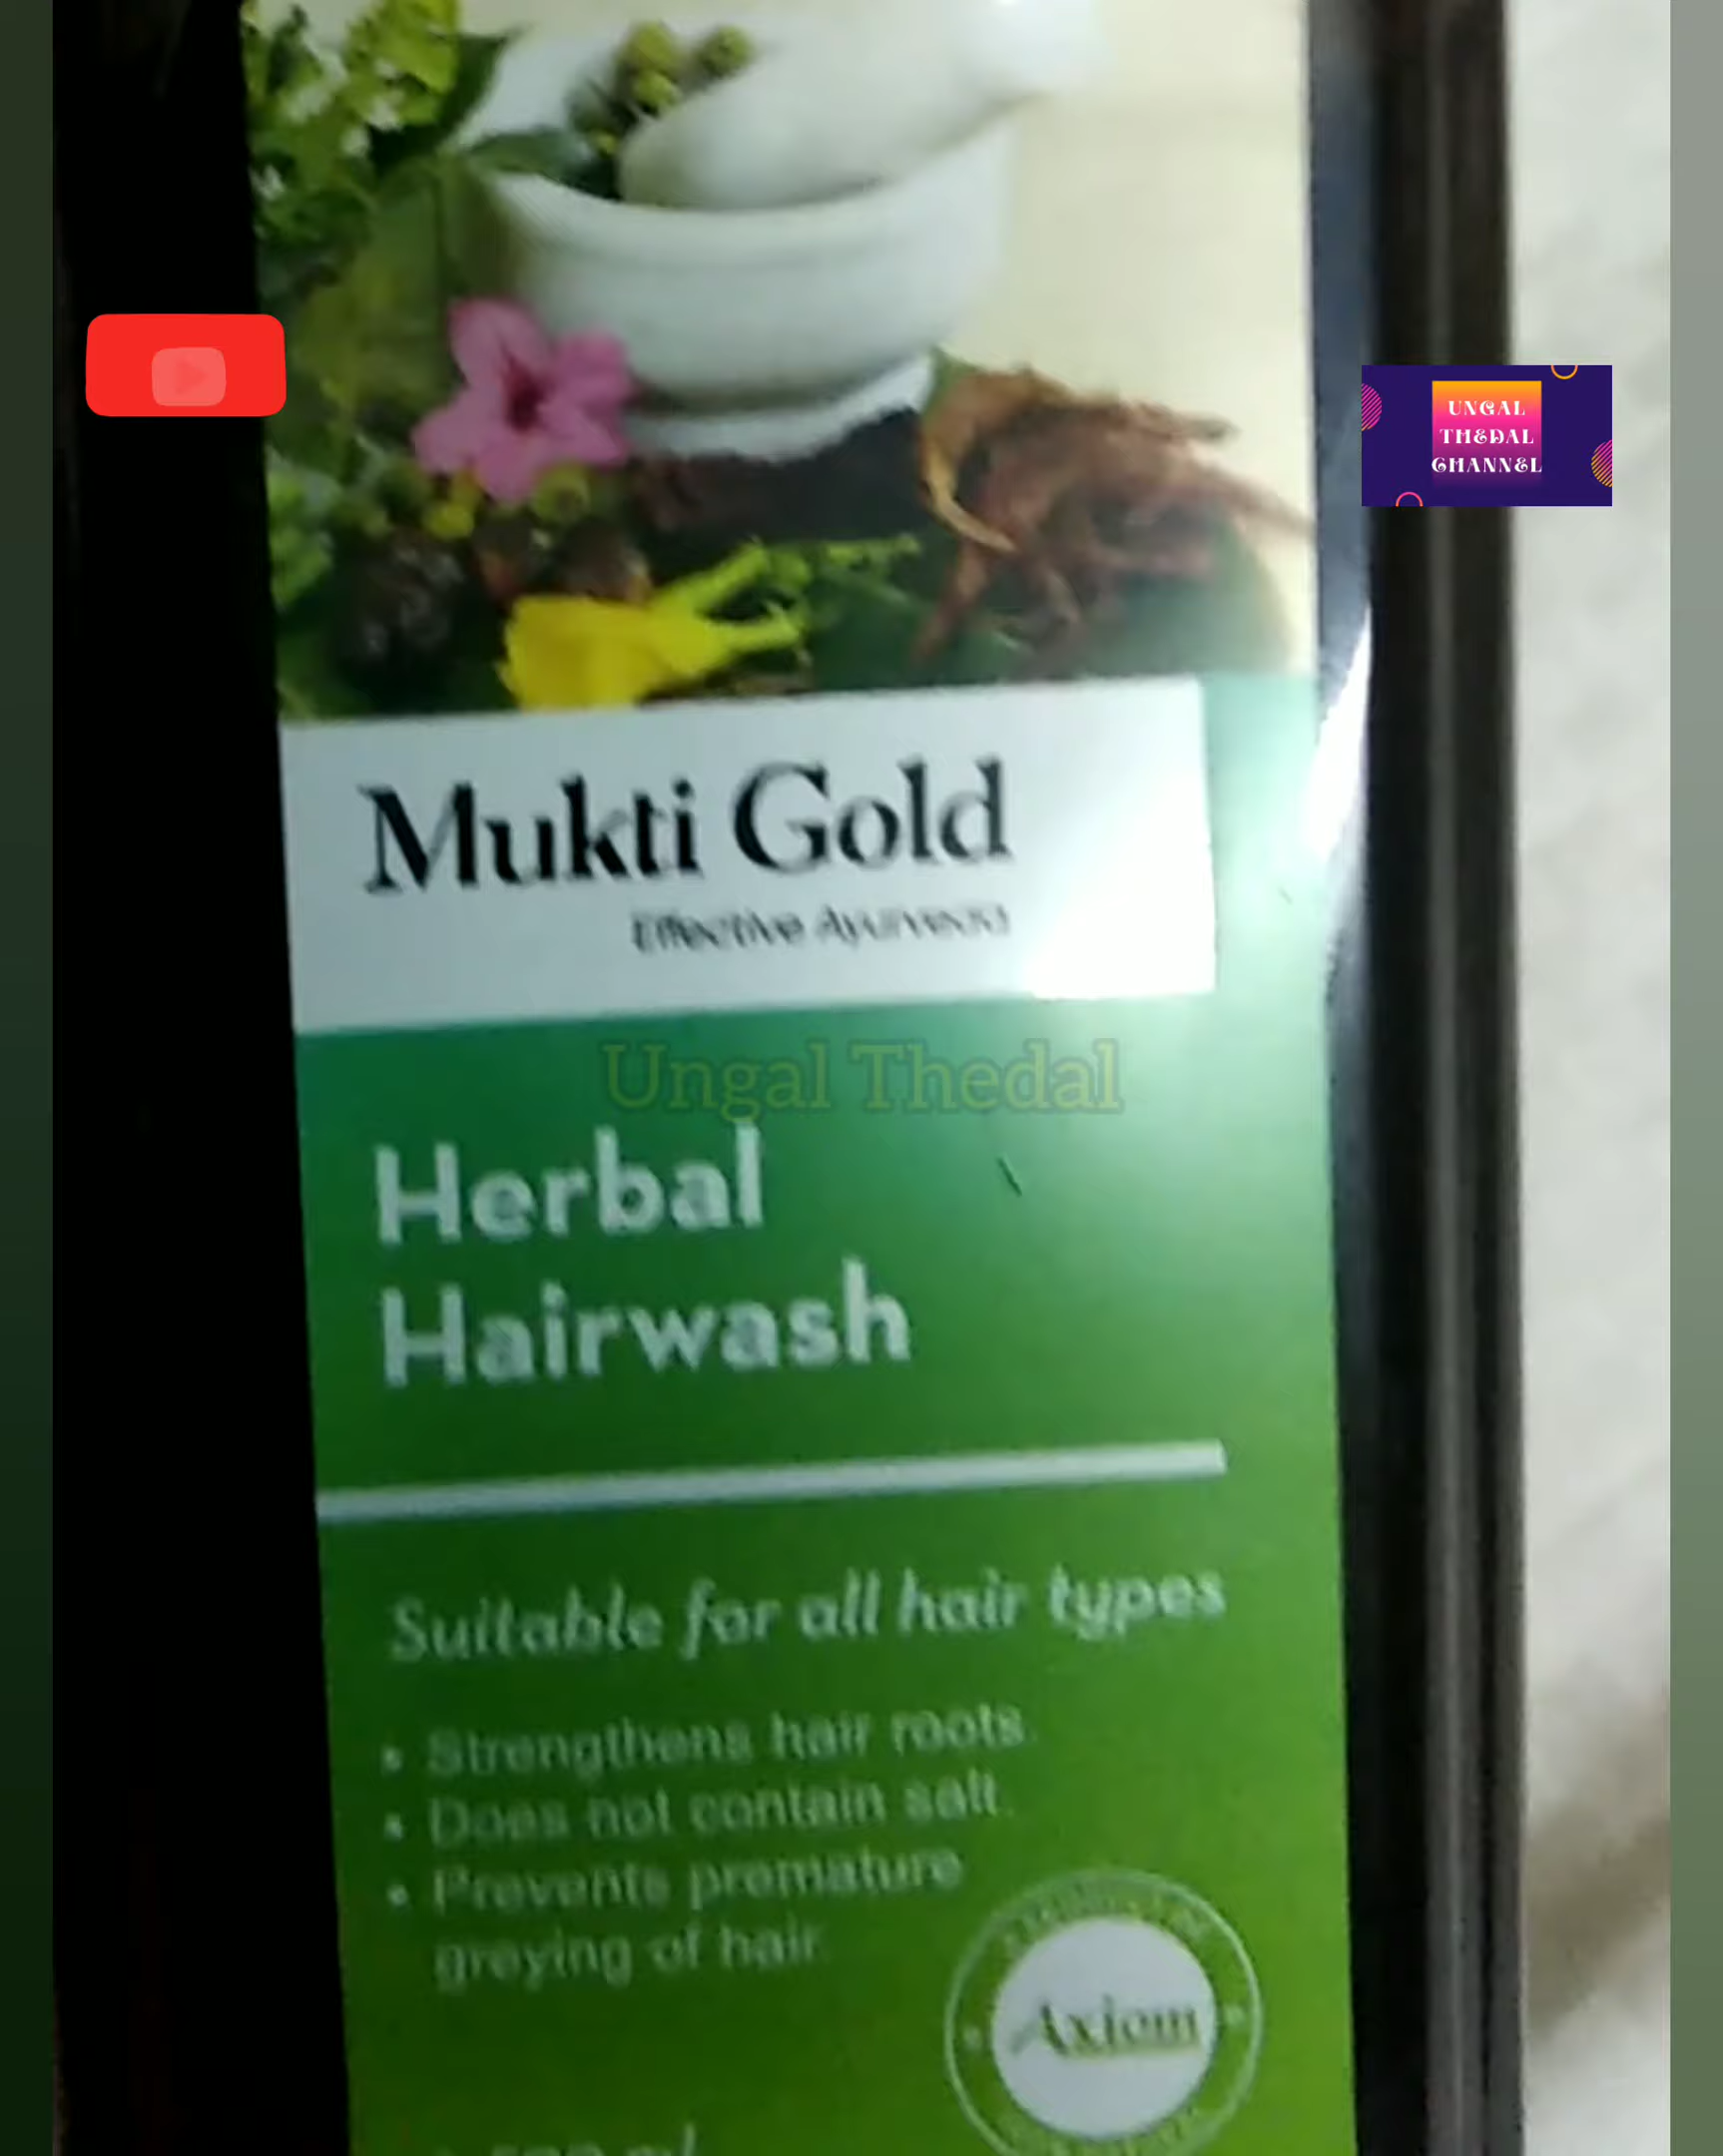 UNGAL
THEDAL
CHANNEL
Mukti Gold
Effective Ayurveda
Ungal Thedal
Herbal
Hairwash
Suitable for all hair types
• Strengthens hair roots.
• Does not contain salt.
• Prevents premature
greying of hair.
Axiom